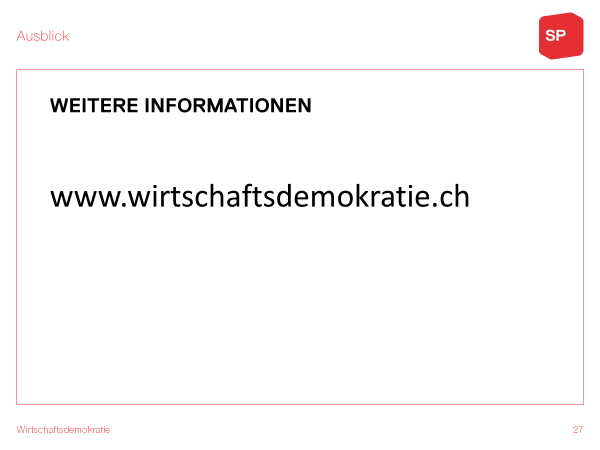 Ausblick
SP
WEITERE INFORMATIONEN
www.wirtschaftsdemokratie.ch
Wirtschaftsdemokratie
27